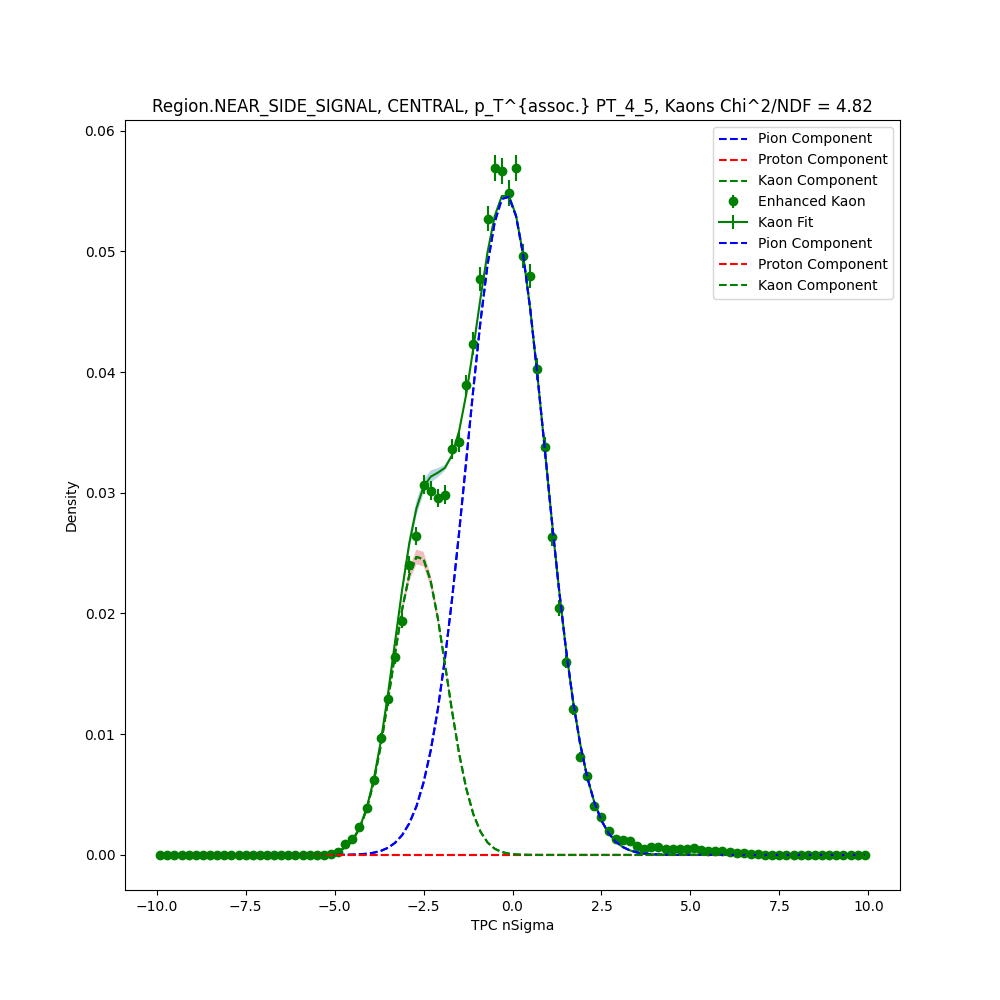 Region.NEAR_SIDE_SIGNAL, CENTRAL, p_T^{assoc.} PT_4_5, Kaons Chi^2/NDF = 4.82
Pion Component
Proton Component
Kaon Component
Enhanced Kaon
Kaon Fit
Pion Component
Proton Component
Kaon Component
0.06
0.05
0.04
0.03
0.02
0.01
0.00
Density
−10.0 −7.5 −5.0 −2.5 0.0 2.5 5.0 7.5 10.0
TPC nSigma